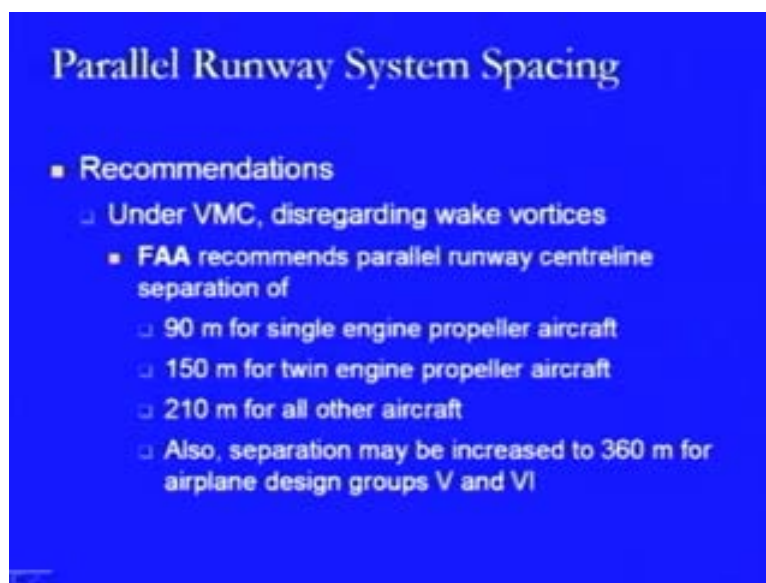 Parallel Runway System Spacing
Recommendations
Under VMC, disregarding wake vortices
FAA recommends parallel runway centreline
separation of
90 m for single engine propeller aircraft
150 m for twin engine propeller aircraft
210 m for all other aircraft
Also, separation may be increased to 360 m for
airplane design groups V and VI